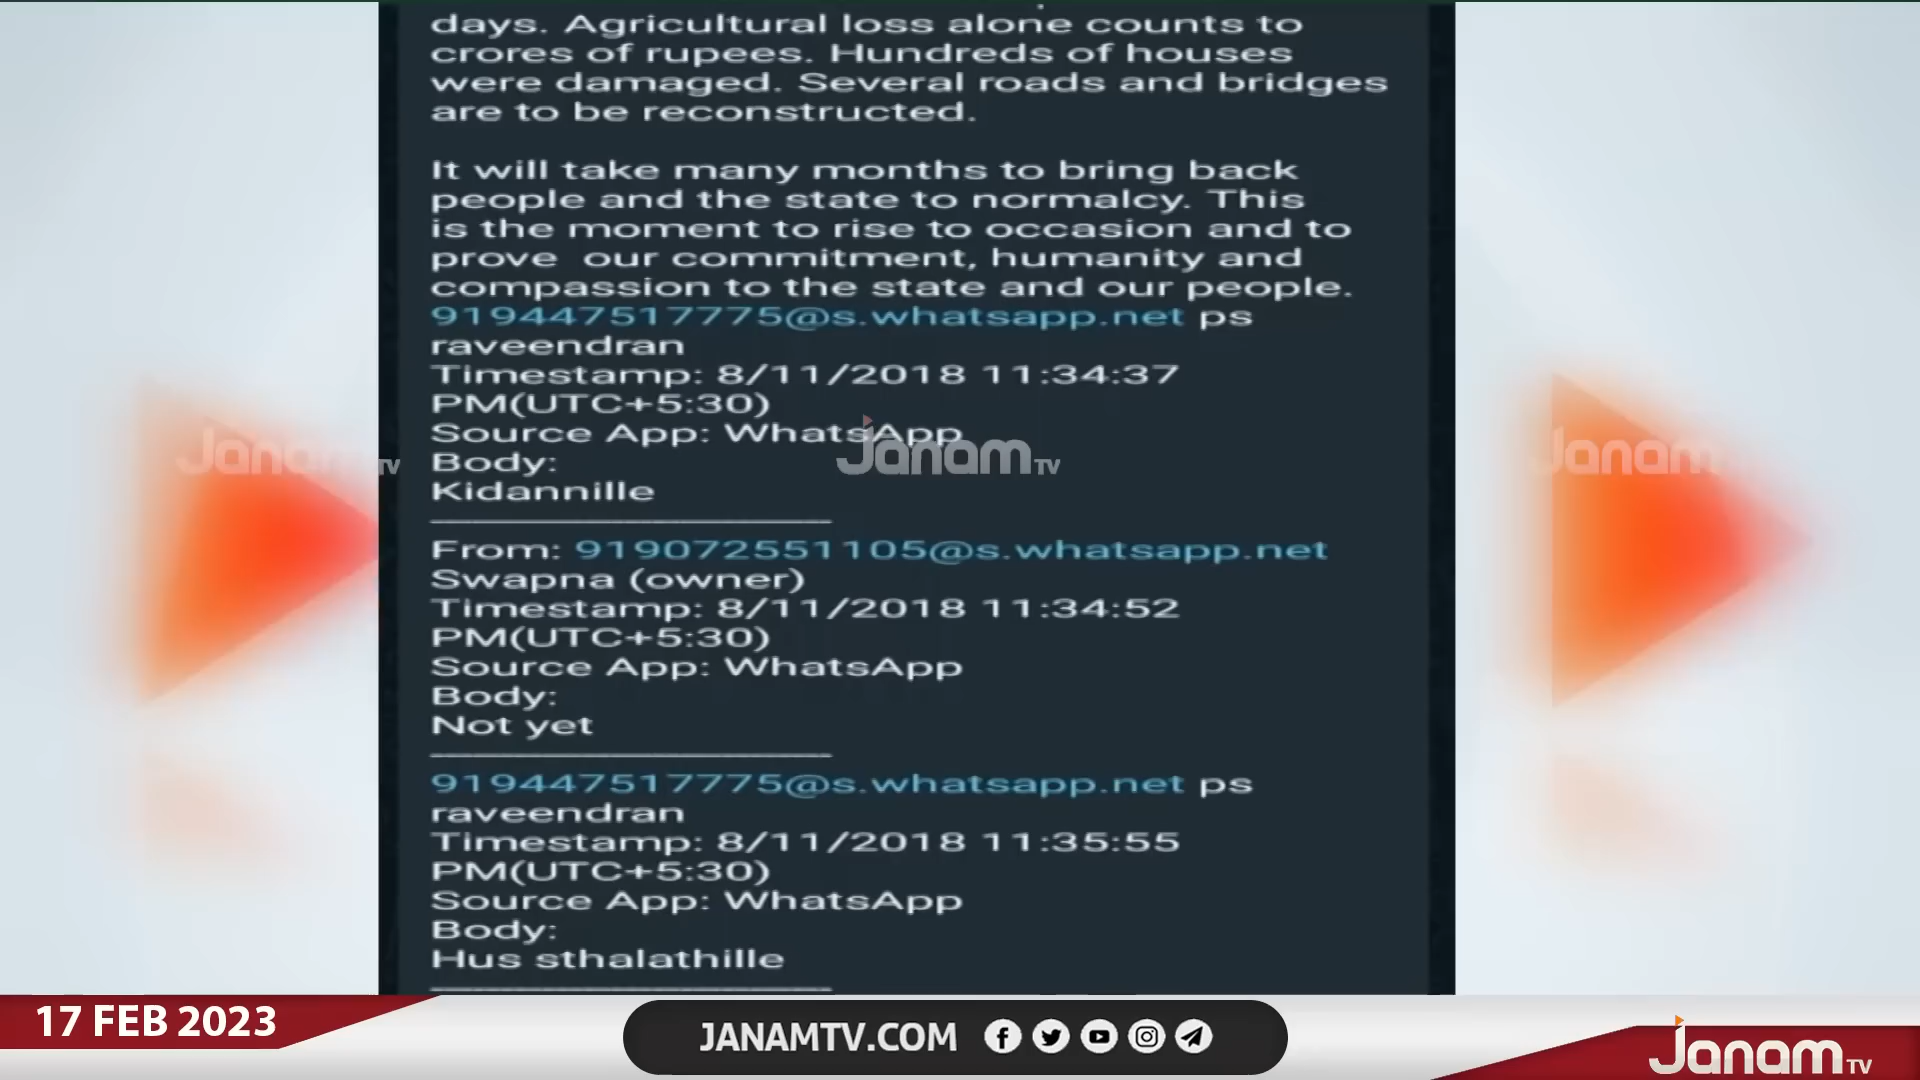 days. Agricultural loss alone counts to
crores of rupees. Hundreds of houses
were damaged. Several roads and bridges
are to be reconstructed.
It will take many months to bring back
people and the state to normalcy. This
is the moment to rise to occasion and to
prove  our commitment, humanity and
compassion to the state and our people.
919447517775@s.whatsapp.net ps
raveendran
Timestamp: 8/11/2018 11:34:37
PM(UTC+5:30)
Source App: WhatsApp
Body:
Kidannille
From: 919072551105@s.whatsapp.net
Swapna (owner)
Timestamp: 8/11/2018 11:34:52
PM(UTC+5:30)
Source App: WhatsApp
Body:
Not yet
919447517775@s.whatsapp.net ps
raveendran
Timestamp: 8/11/2018 11:35:55
PM(UTC+5:30)
Source App: WhatsApp
Body:
Hus sthalathille
Janam TV
Janam TV
Janam
17 FEB 2023
JANAMTV.COM
Janam TV